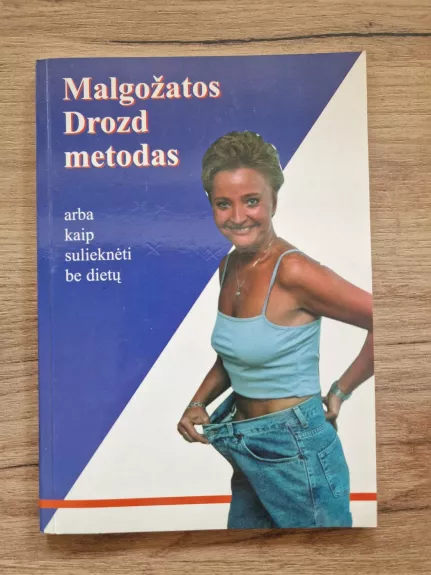 Malgožatos
Drozd
metodas
arba
kaip
sulieknėti
be dietų